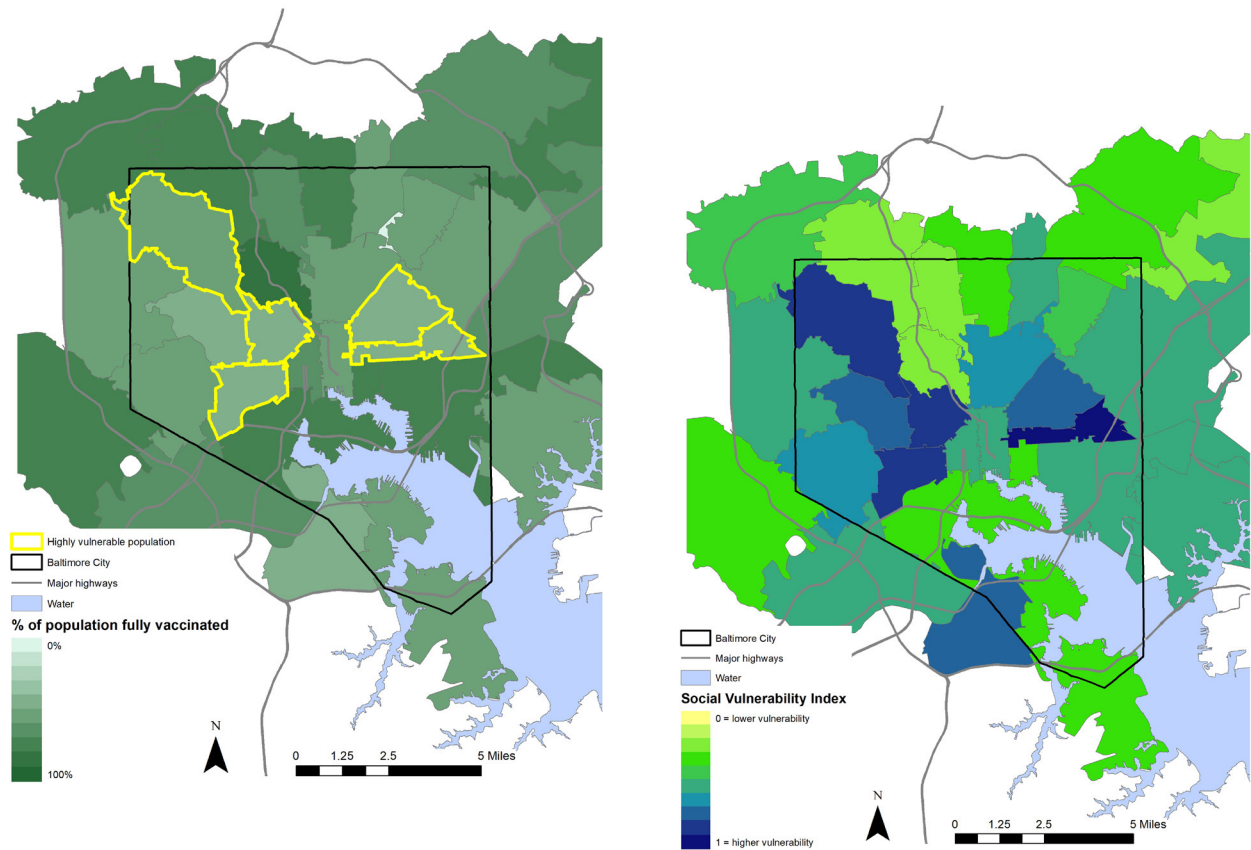 Highly vulnerable population
Baltimore City
Major highways
Water
% of population fully vaccinated
0%
100%
N
0 1.25 2.5 5 Miles
Baltimore City
Major highways
Water
Social Vulnerability Index
0 = lower vulnerability
1 = higher vulnerability
N
0 1.25 2.5 5 Miles